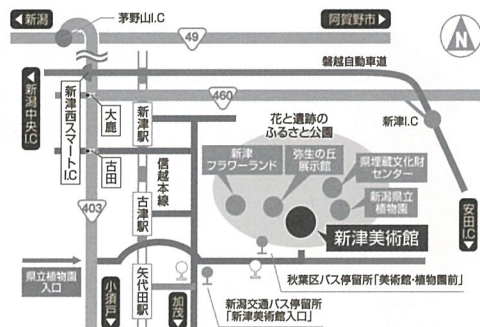 新潟
茅野山I.C
49
阿賀野市
N
磐越自動車道
新潟中央I.C
新津西スマートI.C
460
大鹿
新津駅
花と遺跡の
ふるさと公園
新津I.C
古田
信越本線
新津
フラワーランド
弥生の丘
展示館
県埋蔵文化財
センター
新潟県立
植物園
403
古津駅
新津美術館
安田I.C
県立植物園
入口
小須戸
矢代田駅
加茂
秋葉区バス停留所「美術館・植物園前」
新潟交通バス停留所
「新津美術館入口」